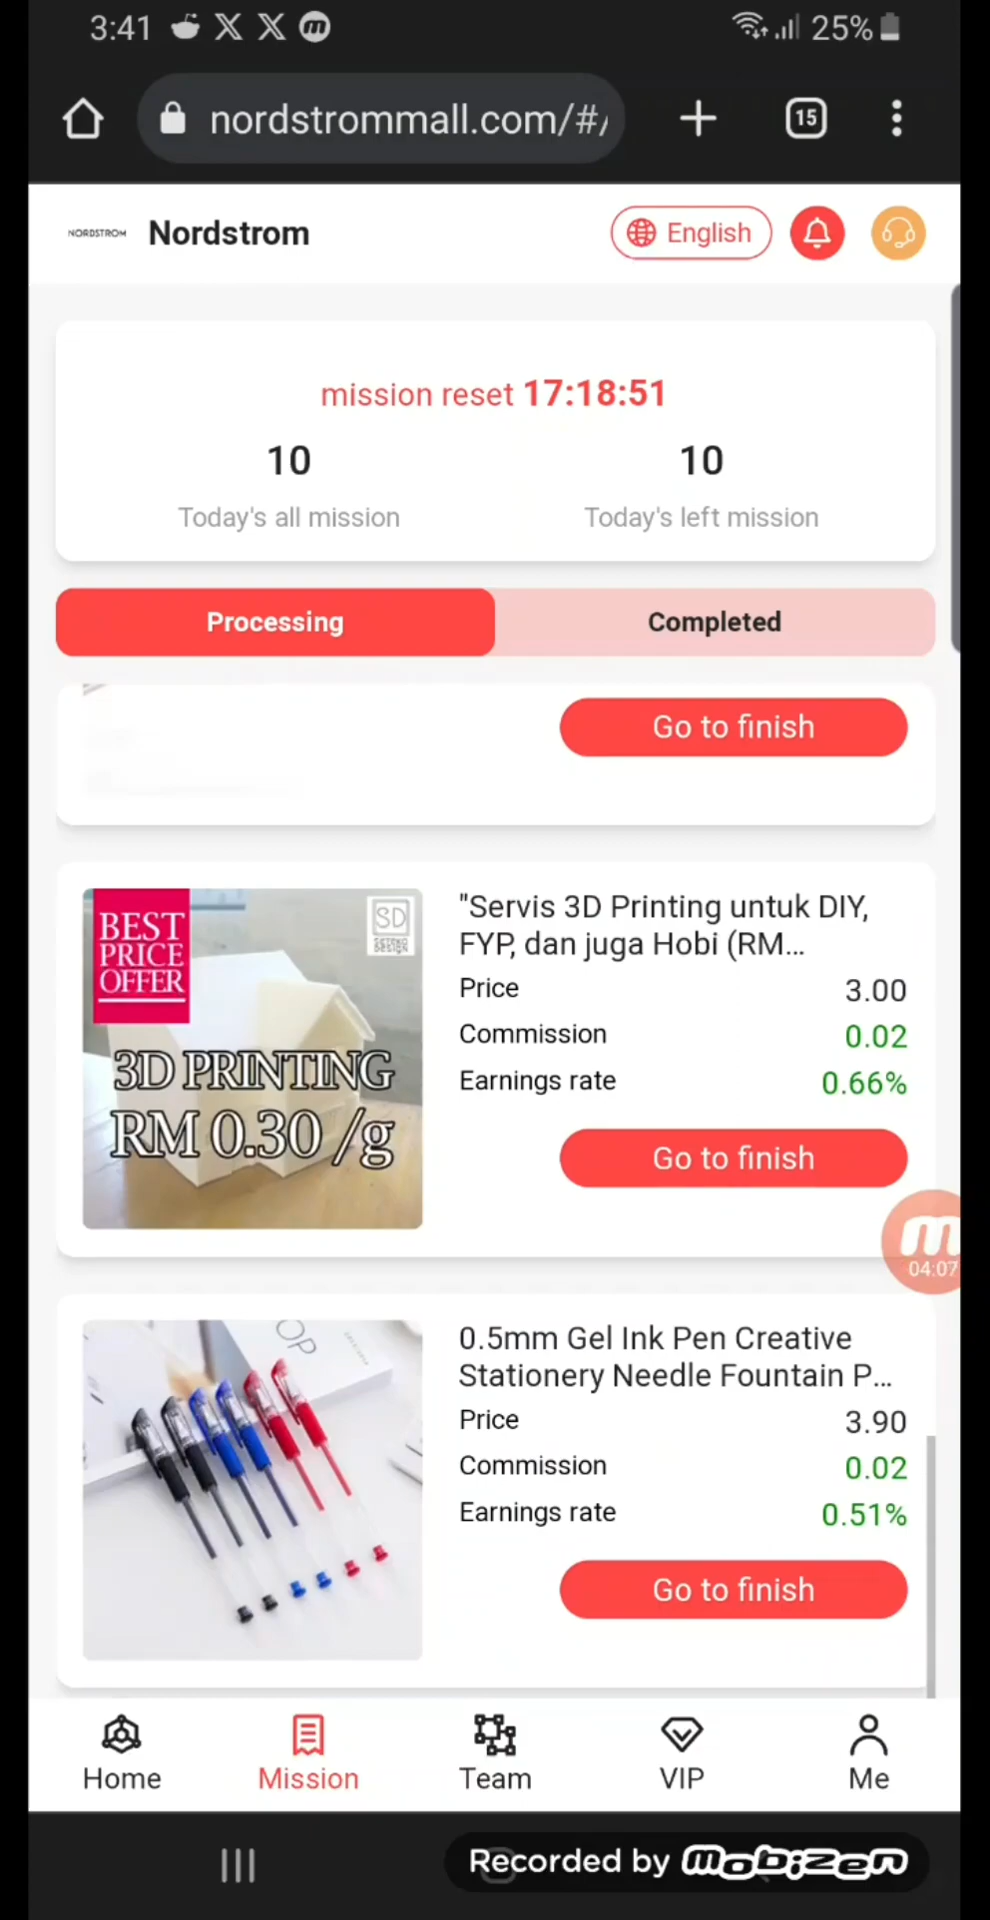 3:41
25%
nordstrommall.com/#/
15
NORDSTROM
Nordstrom
English
mission reset 17:18:51
10
10
Today's all mission
Today's left mission
Processing
Completed
Go to finish
BEST
PRICE
OFFER
SD
3D PRINTING
RM 0.30 /g
"Servis 3D Printing untuk DIY,
FYP, dan juga Hobi (RM...
Price
3.00
Commission
0.02
Earnings rate
0.66%
Go to finish
04:07
OP
0.5mm Gel Ink Pen Creative
Stationery Needle Fountain P...
Price
3.90
Commission
0.02
Earnings rate
0.51%
Go to finish
Home
Mission
Team
VIP
Me
Recorded by mobizen